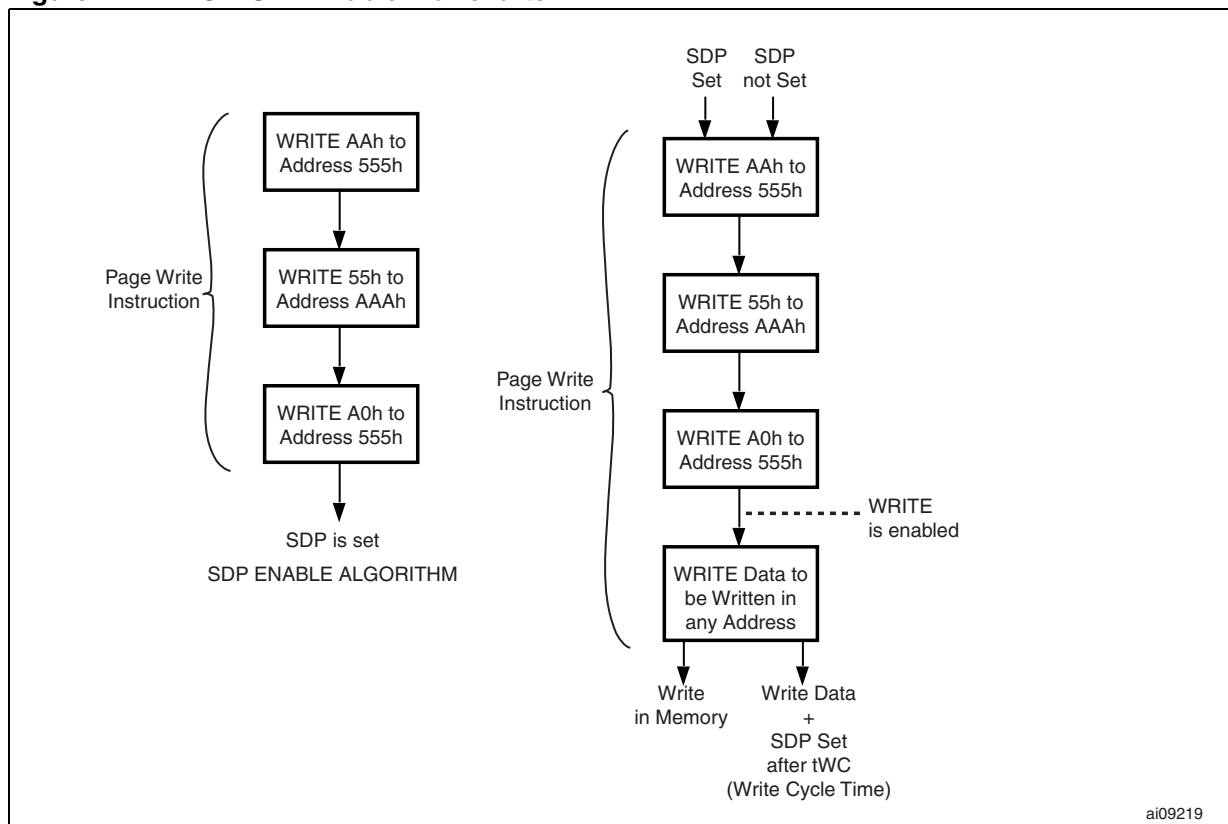 WRITE AAh to
Address 555h
Page Write
Instruction
WRITE 55h to
Address AAAh
WRITE A0h to
Address 555h
SDP is set
SDP ENABLE ALGORITHM
SDP
Set
SDP
not Set
WRITE AAh to
Address 555h
WRITE 55h to
Address AAAh
Page Write
Instruction
WRITE A0h to
Address 555h
WRITE
is enabled
WRITE Data to
be Written in
any Address
Write
in Memory
Write Data
+
SDP Set
after tWC
(Write Cycle Time)
ai09219